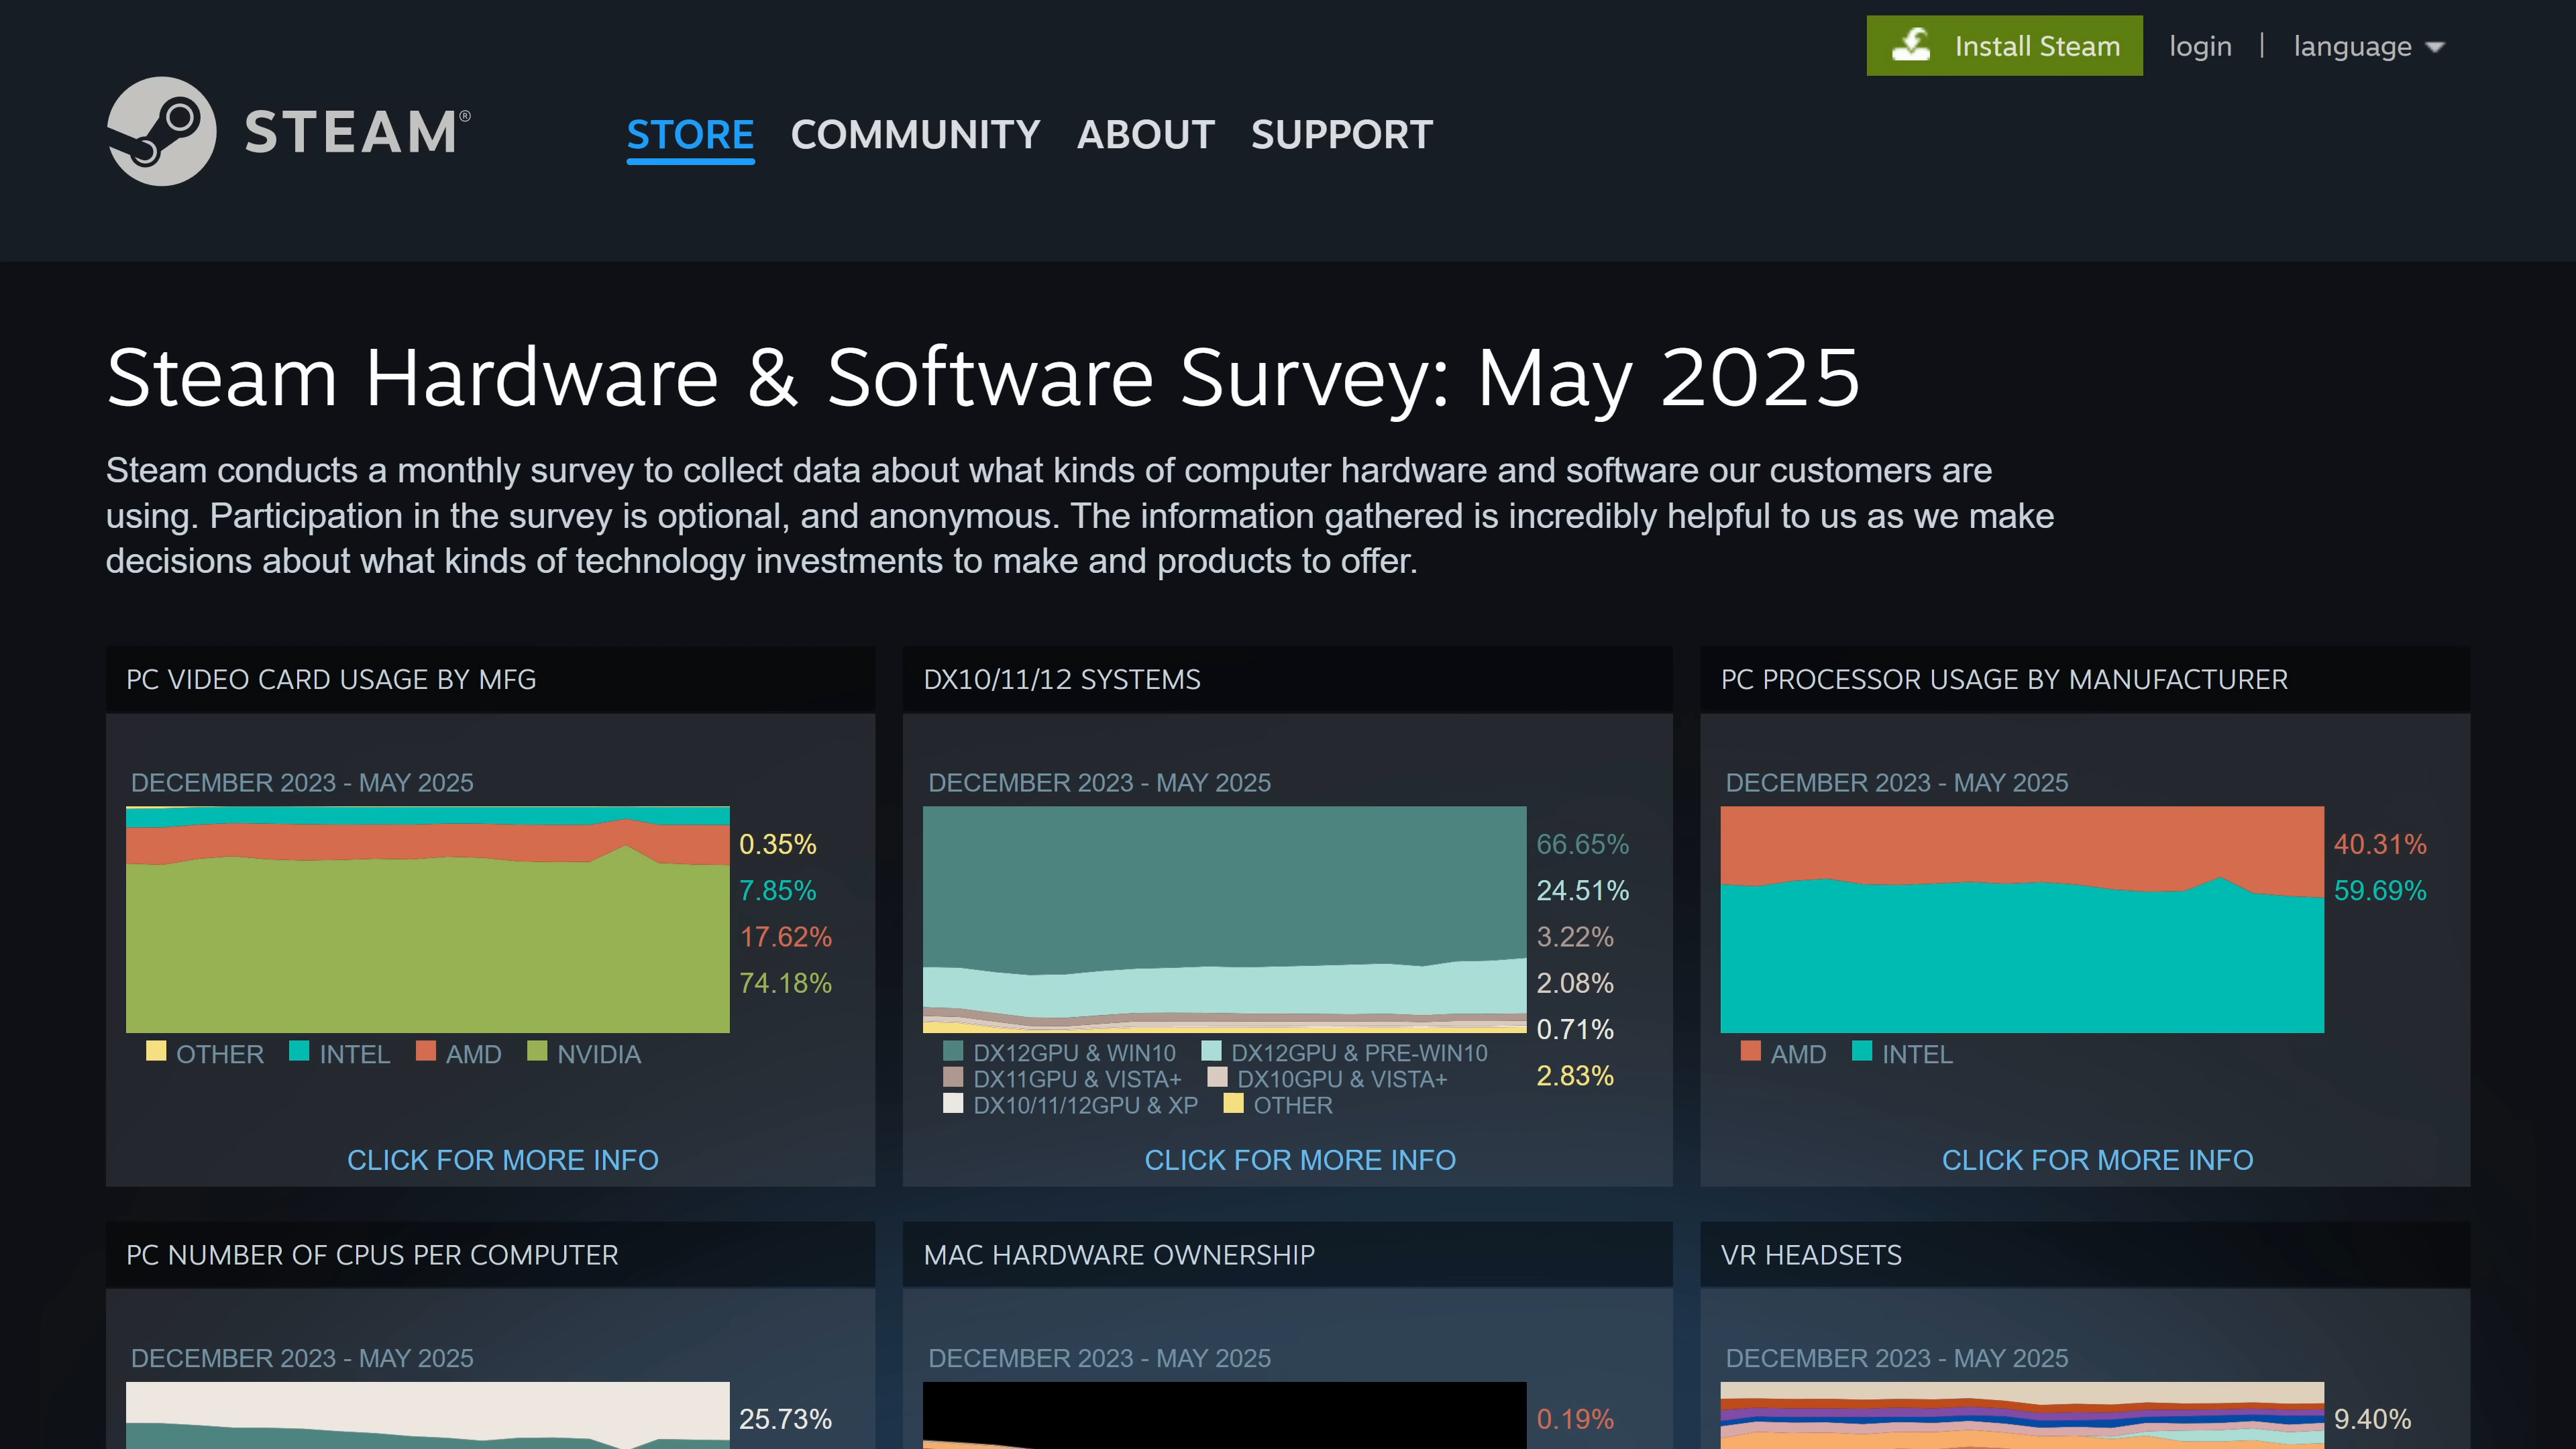 Install Steam login | language
STEAM®
STORE COMMUNITY ABOUT SUPPORT
Steam Hardware & Software Survey: May 2025
Steam conducts a monthly survey to collect data about what kinds of computer hardware and software our customers are
using. Participation in the survey is optional, and anonymous. The information gathered is incredibly helpful to us as we make
decisions about what kinds of technology investments to make and products to offer.
PC VIDEO CARD USAGE BY MFG
DECEMBER 2023 - MAY 2025
0.35%
7.85%
17.62%
74.18%
OTHER INTEL AMD NVIDIA
CLICK FOR MORE INFO
DX10/11/12 SYSTEMS
DECEMBER 2023 - MAY 2025
66.65%
24.51%
3.22%
2.08%
0.71%
2.83%
DX12GPU & WIN10 DX12GPU & PRE-WIN10
DX11GPU & VISTA+ DX10GPU & VISTA+
DX10/11/12GPU & XP OTHER
CLICK FOR MORE INFO
PC PROCESSOR USAGE BY MANUFACTURER
DECEMBER 2023 - MAY 2025
40.31%
59.69%
AMD INTEL
CLICK FOR MORE INFO
PC NUMBER OF CPUS PER COMPUTER
DECEMBER 2023 - MAY 2025
25.73%
MAC HARDWARE OWNERSHIP
DECEMBER 2023 - MAY 2025
0.19%
VR HEADSETS
DECEMBER 2023 - MAY 2025
9.40%